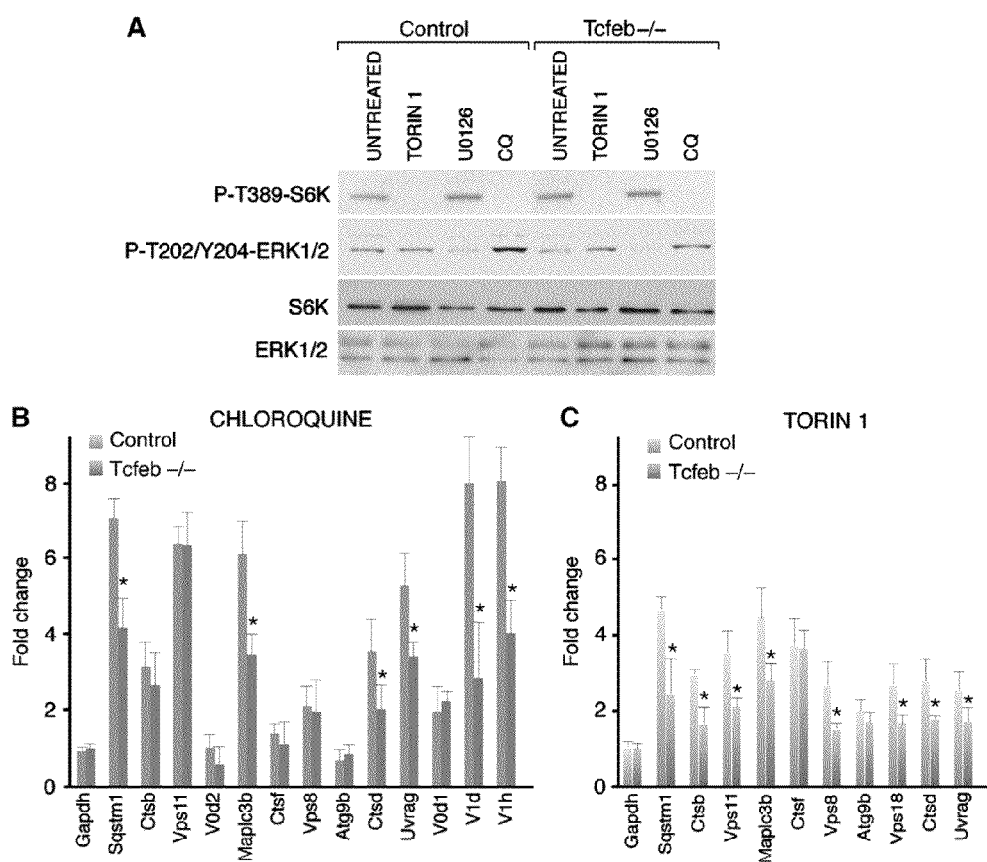 A
Control Tcfeb–/–
UNTREATED TORIN 1 U0126 CQ UNTREATED TORIN 1 U0126 CQ
P-T389-S6K
P-T202/Y204-ERK1/2
S6K
ERK1/2
B CHLOROQUINE
Control
Tcfeb –/–
Fold change
8
6
4
2
0
* * * * * *
Gapdh Sqstm1 Ctsb Vps11 V0d2 Maplc3b Ctsf Vps8 Atg9b Ctsd Uvrag V0d1 V1d V1h
C TORIN 1
Control
Tcfeb –/–
Fold change
8
6
4
2
0
* * * * * * * *
Gapdh Sqstm1 Ctsb Vps11 Maplc3b Ctsf Vps8 Atg9b Vps18 Ctsd Uvrag